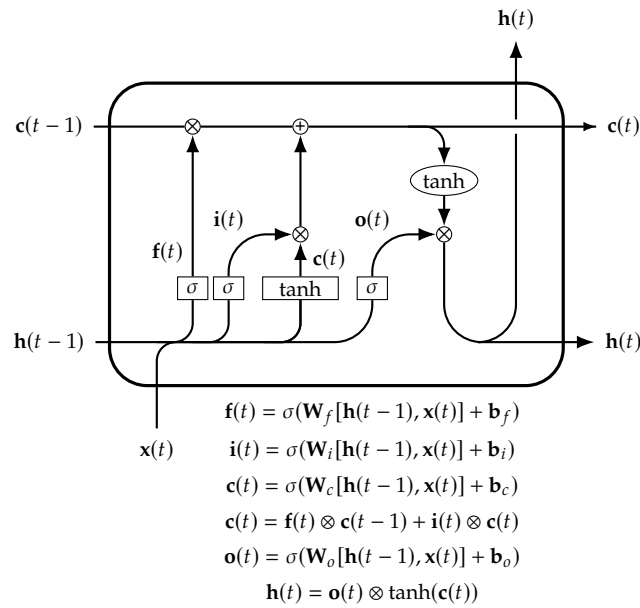 h(t)
c(t − 1)
⊗
+
c(t)
tanh
i(t)
o(t)
f(t)
⊗
c(t)
⊗
σ
σ
tanh
σ
h(t − 1)
h(t)
x(t)
f(t) = σ(W_f[h(t − 1), x(t)] + b_f)
i(t) = σ(W_i[h(t − 1), x(t)] + b_i)
c(t) = σ(W_c[h(t − 1), x(t)] + b_c)
c(t) = f(t) ⊗ c(t − 1) + i(t) ⊗ c(t)
o(t) = σ(W_o[h(t − 1), x(t)] + b_o)
h(t) = o(t) ⊗ tanh(c(t))